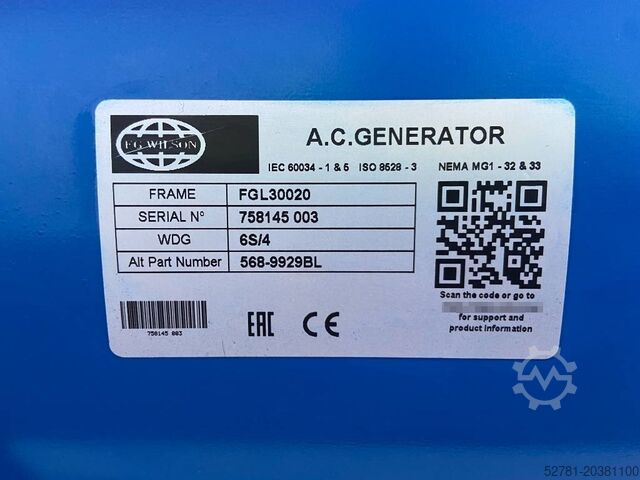 F.G. WILSON
A.C.GENERATOR
IEC 60034 - 1 & 5 ISO 8528 - 3 NEMA MG1 - 32 & 33
FRAME FGL30020
SERIAL N° 758145 003
WDG 6S/4
Alt Part Number 568-9929BL
Scan the code or go to
for support and
product information
758145 003
EAC CE
52781-20381100